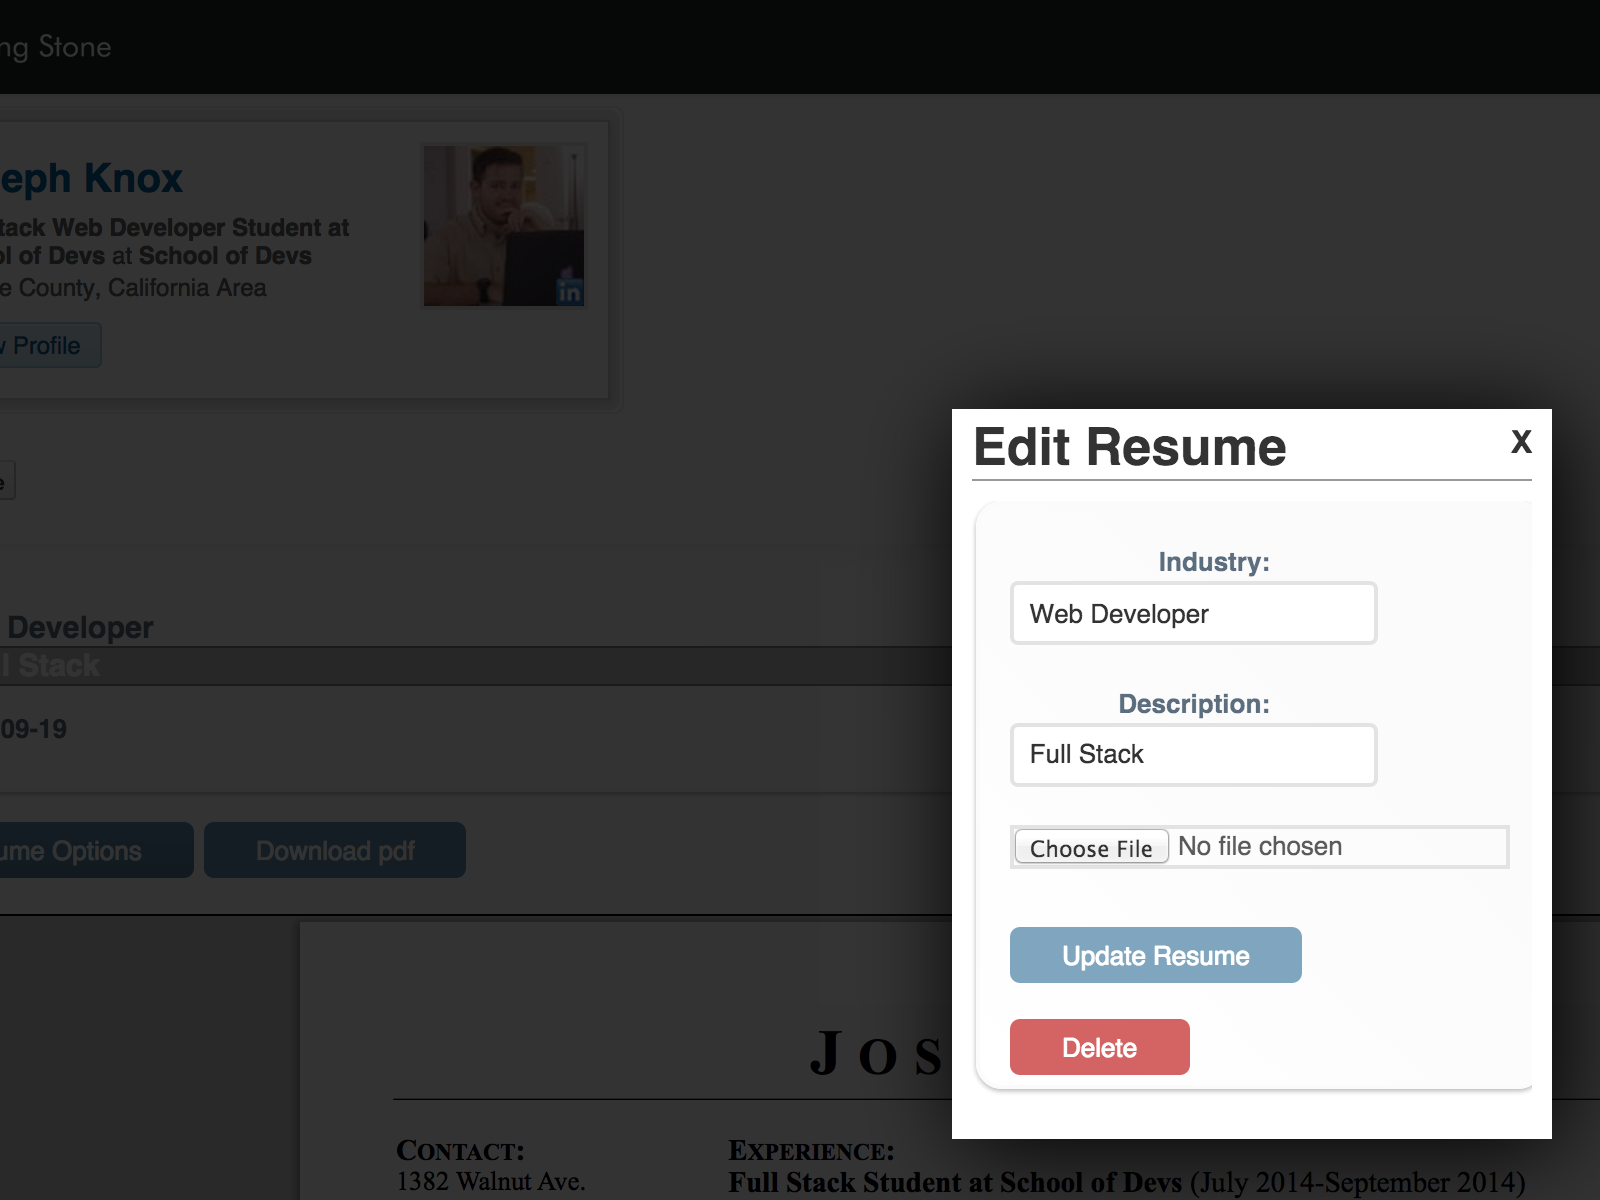 ng Stone
eph Knox
tack Web Developer Student at
ol of Devs at School of Devs
e County, California Area
in
w Profile
e
Developer
l Stack
09-19
ume Options
Download pdf
Edit Resume
X
Industry:
Web Developer
Description:
Full Stack
Choose File No file chosen
Update Resume
Delete
JOS
CONTACT:
1382 Walnut Ave.
EXPERIENCE:
Full Stack Student at School of Devs (July 2014-September 2014)